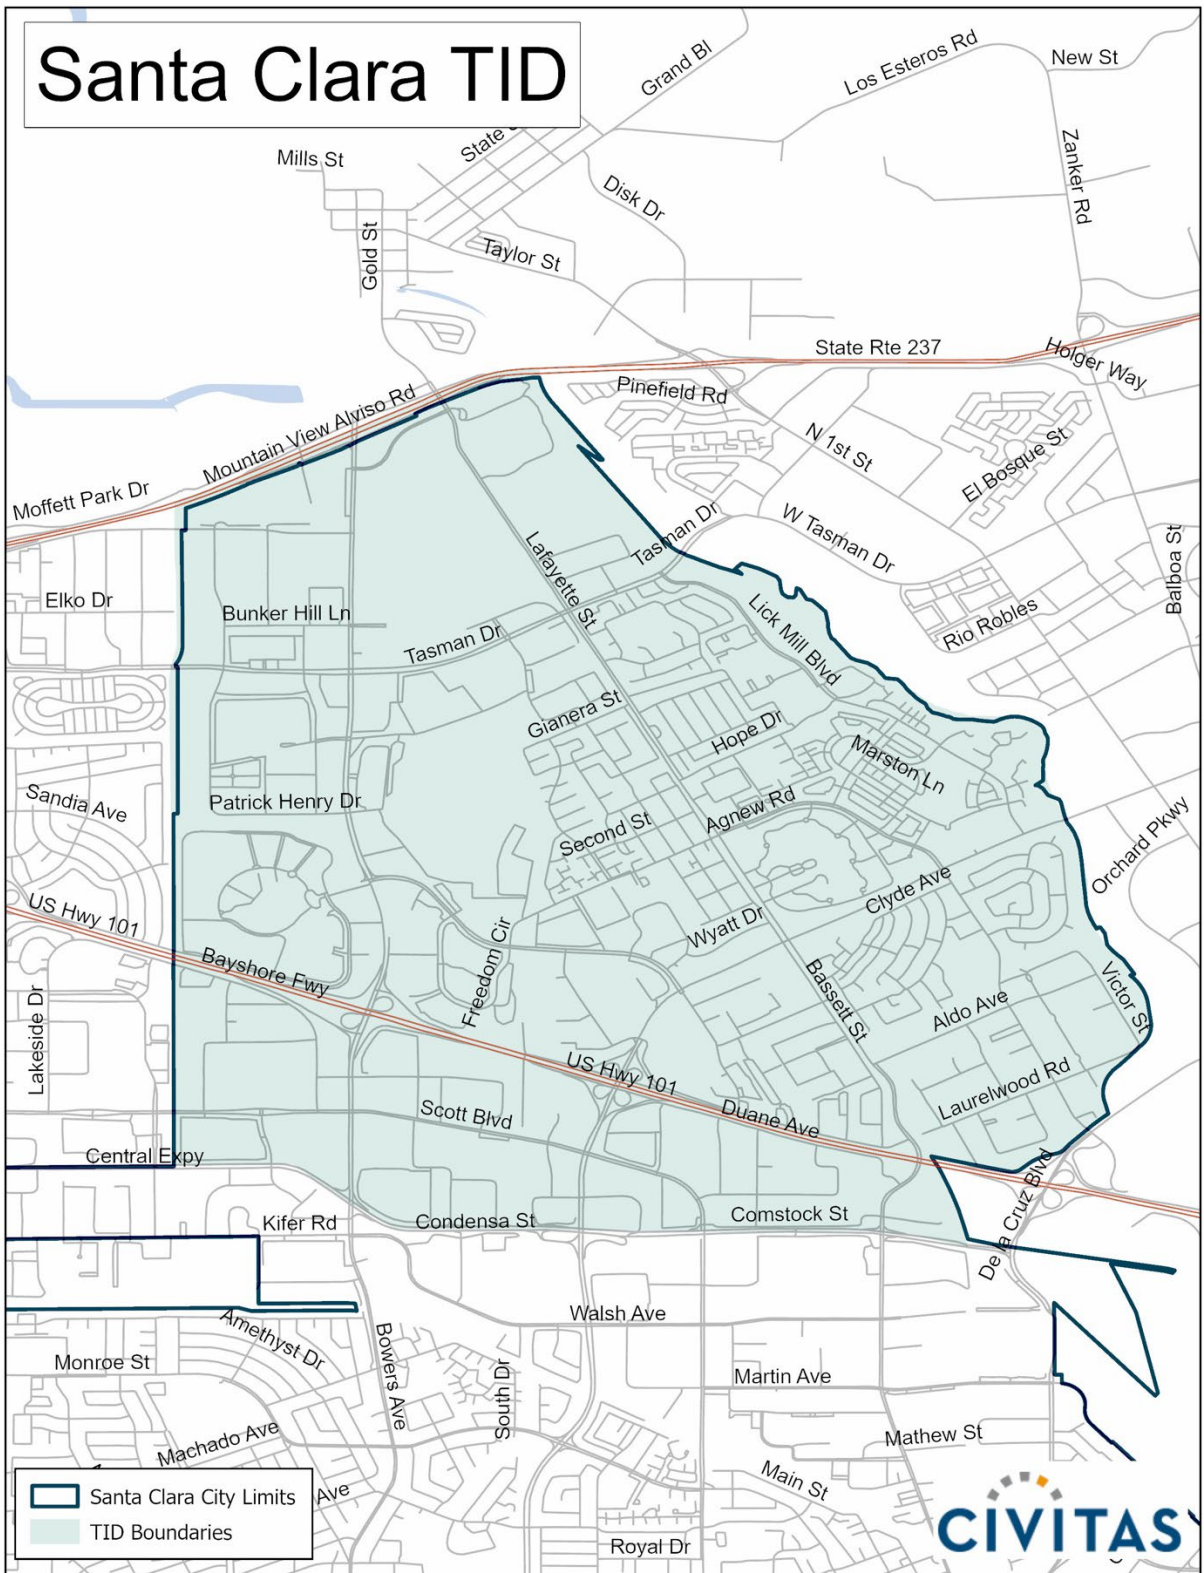 Santa Clara TID
Grand Bl
Los Esteros Rd
New St
State
Mills St
Zanker Rd
Disk Dr
Gold St
Taylor St
State Rte 237
Holger Way
Pinefield Rd
Mountain View Alviso Rd
N 1st St
El Bosque St
Moffett Park Dr
W Tasman Dr
Tasman Dr
Lafayette St
Balboa St
Elko Dr
Bunker Hill Ln
Lick Mill Blvd
Rio Robles
Tasman Dr
Gianera St
Hope Dr
Marston Ln
Sandia Ave
Patrick Henry Dr
Agnew Rd
Second St
Orchard Pkwy
Clyde Ave
US Hwy 101
Wyatt Dr
Bayshore Fwy
Freedom Cir
Bassett St
Victor St
Aldo Ave
Lakeside Dr
US Hwy 101
Laurelwood Rd
Scott Blvd
Duane Ave
Central Expy
De la Cruz Blvd
Kifer Rd
Condensa St
Comstock St
Walsh Ave
Amethyst Dr
Monroe St
Bowers Ave
South Dr
Martin Ave
Machado Ave
Mathew St
Main St
Ave
Royal Dr
Santa Clara City Limits
TID Boundaries
CIVITAS